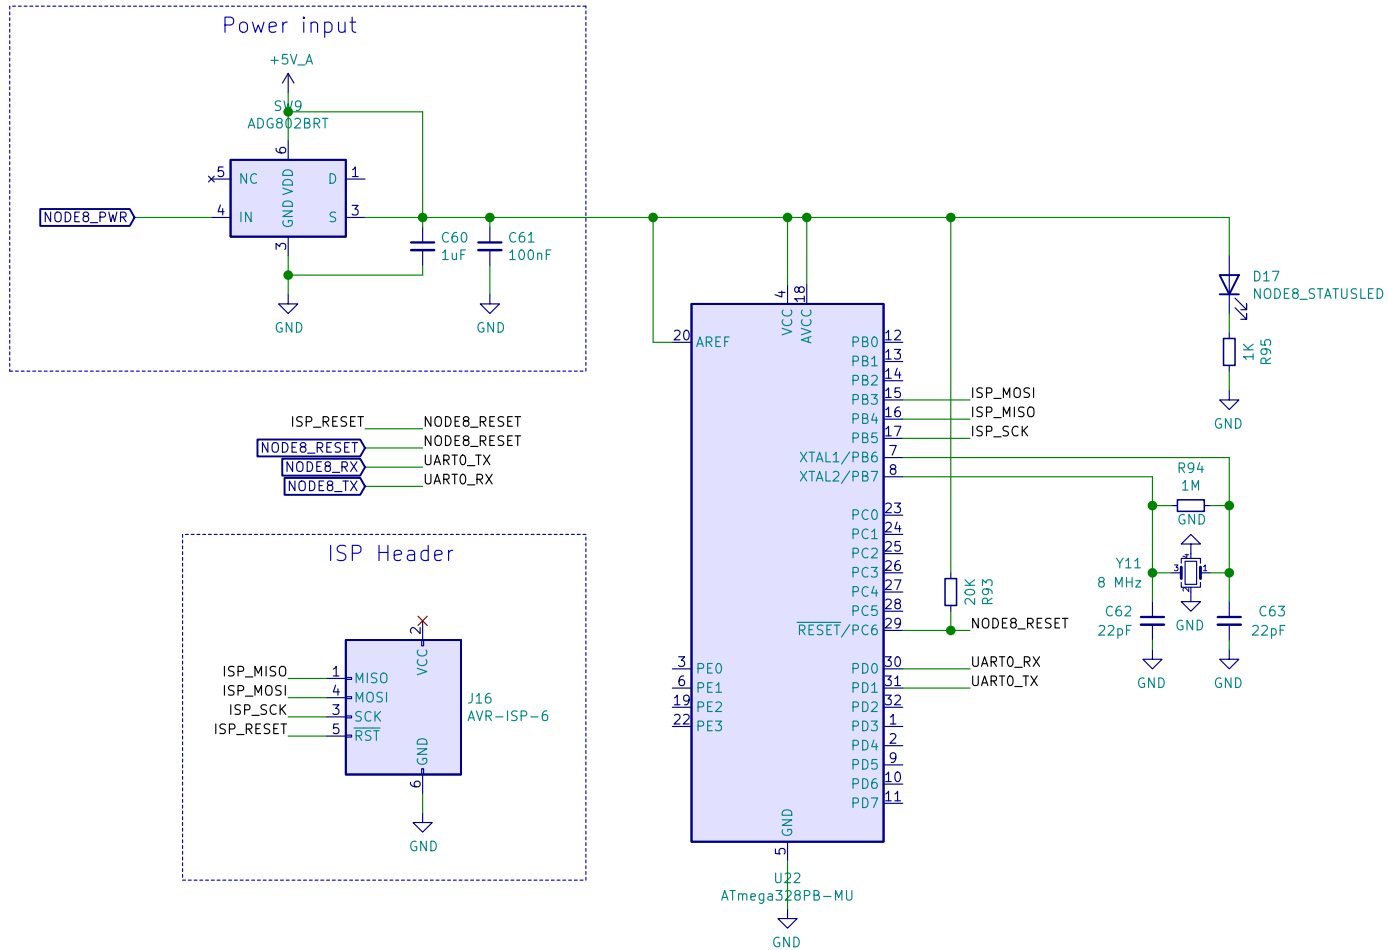 Power input
+5V_A
SW9
ADG802BRT
6
5
NC
VDD
D
1
NODE8_PWR
4
IN
GND
S
3
3
C60
1uF
C61
100nF
GND
GND
ISP_RESET
NODE8_RESET
NODE8_RESET
NODE8_RESET
NODE8_RX
UART0_TX
NODE8_TX
UART0_RX
ISP Header
2
VCC
ISP_MISO
1
MISO
ISP_MOSI
4
MOSI
ISP_SCK
3
SCK
ISP_RESET
5
RST
J16
AVR-ISP-6
GND
6
GND
4
18
VCC
AVCC
20
AREF
PB0
12
PB1
13
PB2
14
PB3
15
ISP_MOSI
PB4
16
ISP_MISO
PB5
17
ISP_SCK
XTAL1/PB6
7
XTAL2/PB7
8
PC0
23
PC1
24
PC2
25
PC3
26
PC4
27
PC5
28
RESET/PC6
29
NODE8_RESET
3
PE0
6
PE1
19
PE2
22
PE3
PD0
30
UART0_RX
PD1
31
UART0_TX
PD2
32
PD3
1
PD4
2
PD5
9
PD6
10
PD7
11
GND
5
U22
ATmega328PB-MU
GND
20K
R93
D17
NODE8_STATUSLED
1K
R95
GND
R94
1M
GND
4
Y11
8 MHz
3
1
2
GND
C62
22pF
C63
22pF
GND
GND